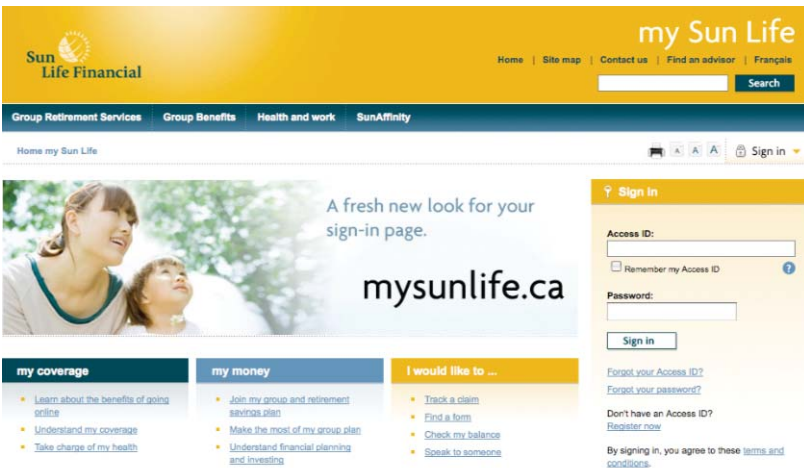 my Sun Life
Sun
Life Financial
Home | Site map | Contact us | Find an advisor | Français
Search
Group Retirement Services Group Benefits Health and work SunAffinity
Home my Sun Life
A A A Sign in
A fresh new look for your
sign-in page.
mysunlife.ca
Sign in
Access ID:
Remember my Access ID
?
Password:
Sign in
Forgot your Access ID?
Forgot your password?
Don't have an Access ID?
Register now
By signing in, you agree to these terms and
conditions.
my coverage
Learn about the benefits of going
online
Understand my coverage
Take charge of my health
my money
Join my group and retirement
savings plan
Make the most of my group plan
Understand financial planning
and investing
I would like to ...
Track a claim
Find a form
Check my balance
Speak to someone